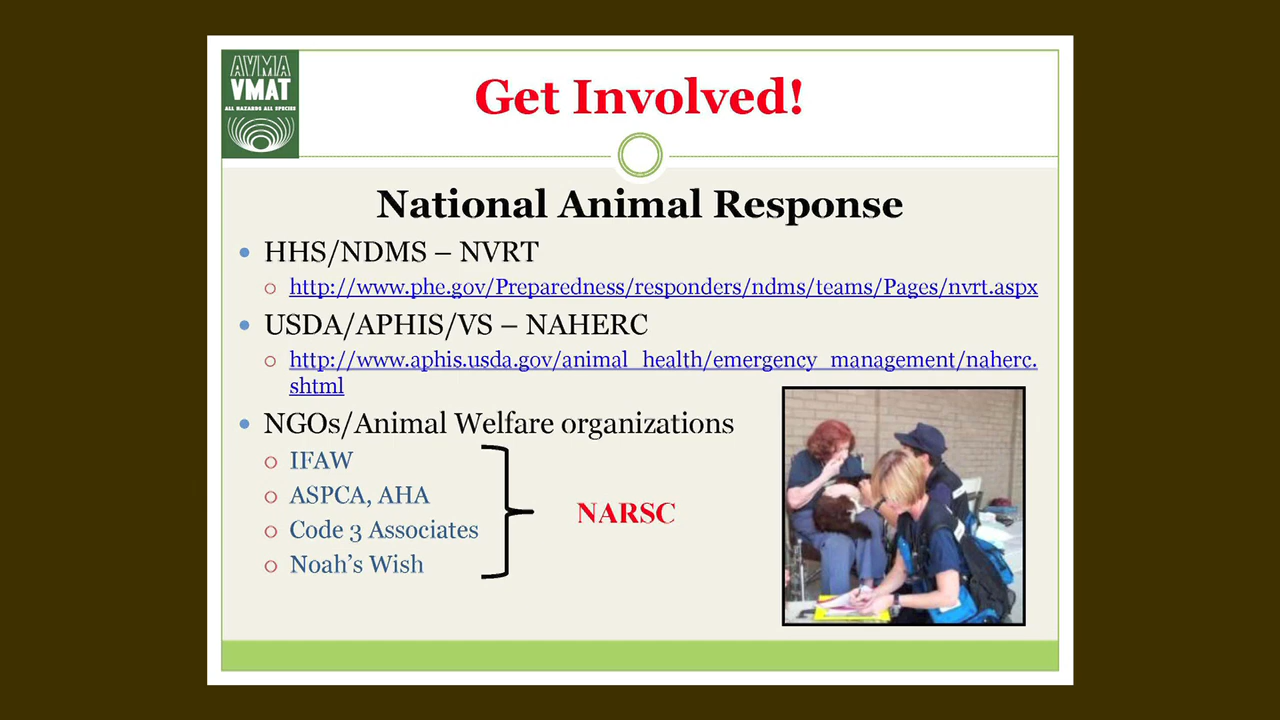 AVMA
VMAT
ALL HAZARDS ALL SPECIES
Get Involved!
National Animal Response
HHS/NDMS – NVRT
http://www.phe.gov/Preparedness/responders/ndms/teams/Pages/nvrt.aspx
USDA/APHIS/VS – NAHERC
http://www.aphis.usda.gov/animal_health/emergency_management/naherc.
shtml
NGOs/Animal Welfare organizations
IFAW
ASPCA, AHA
Code 3 Associates
Noah's Wish
NARSC